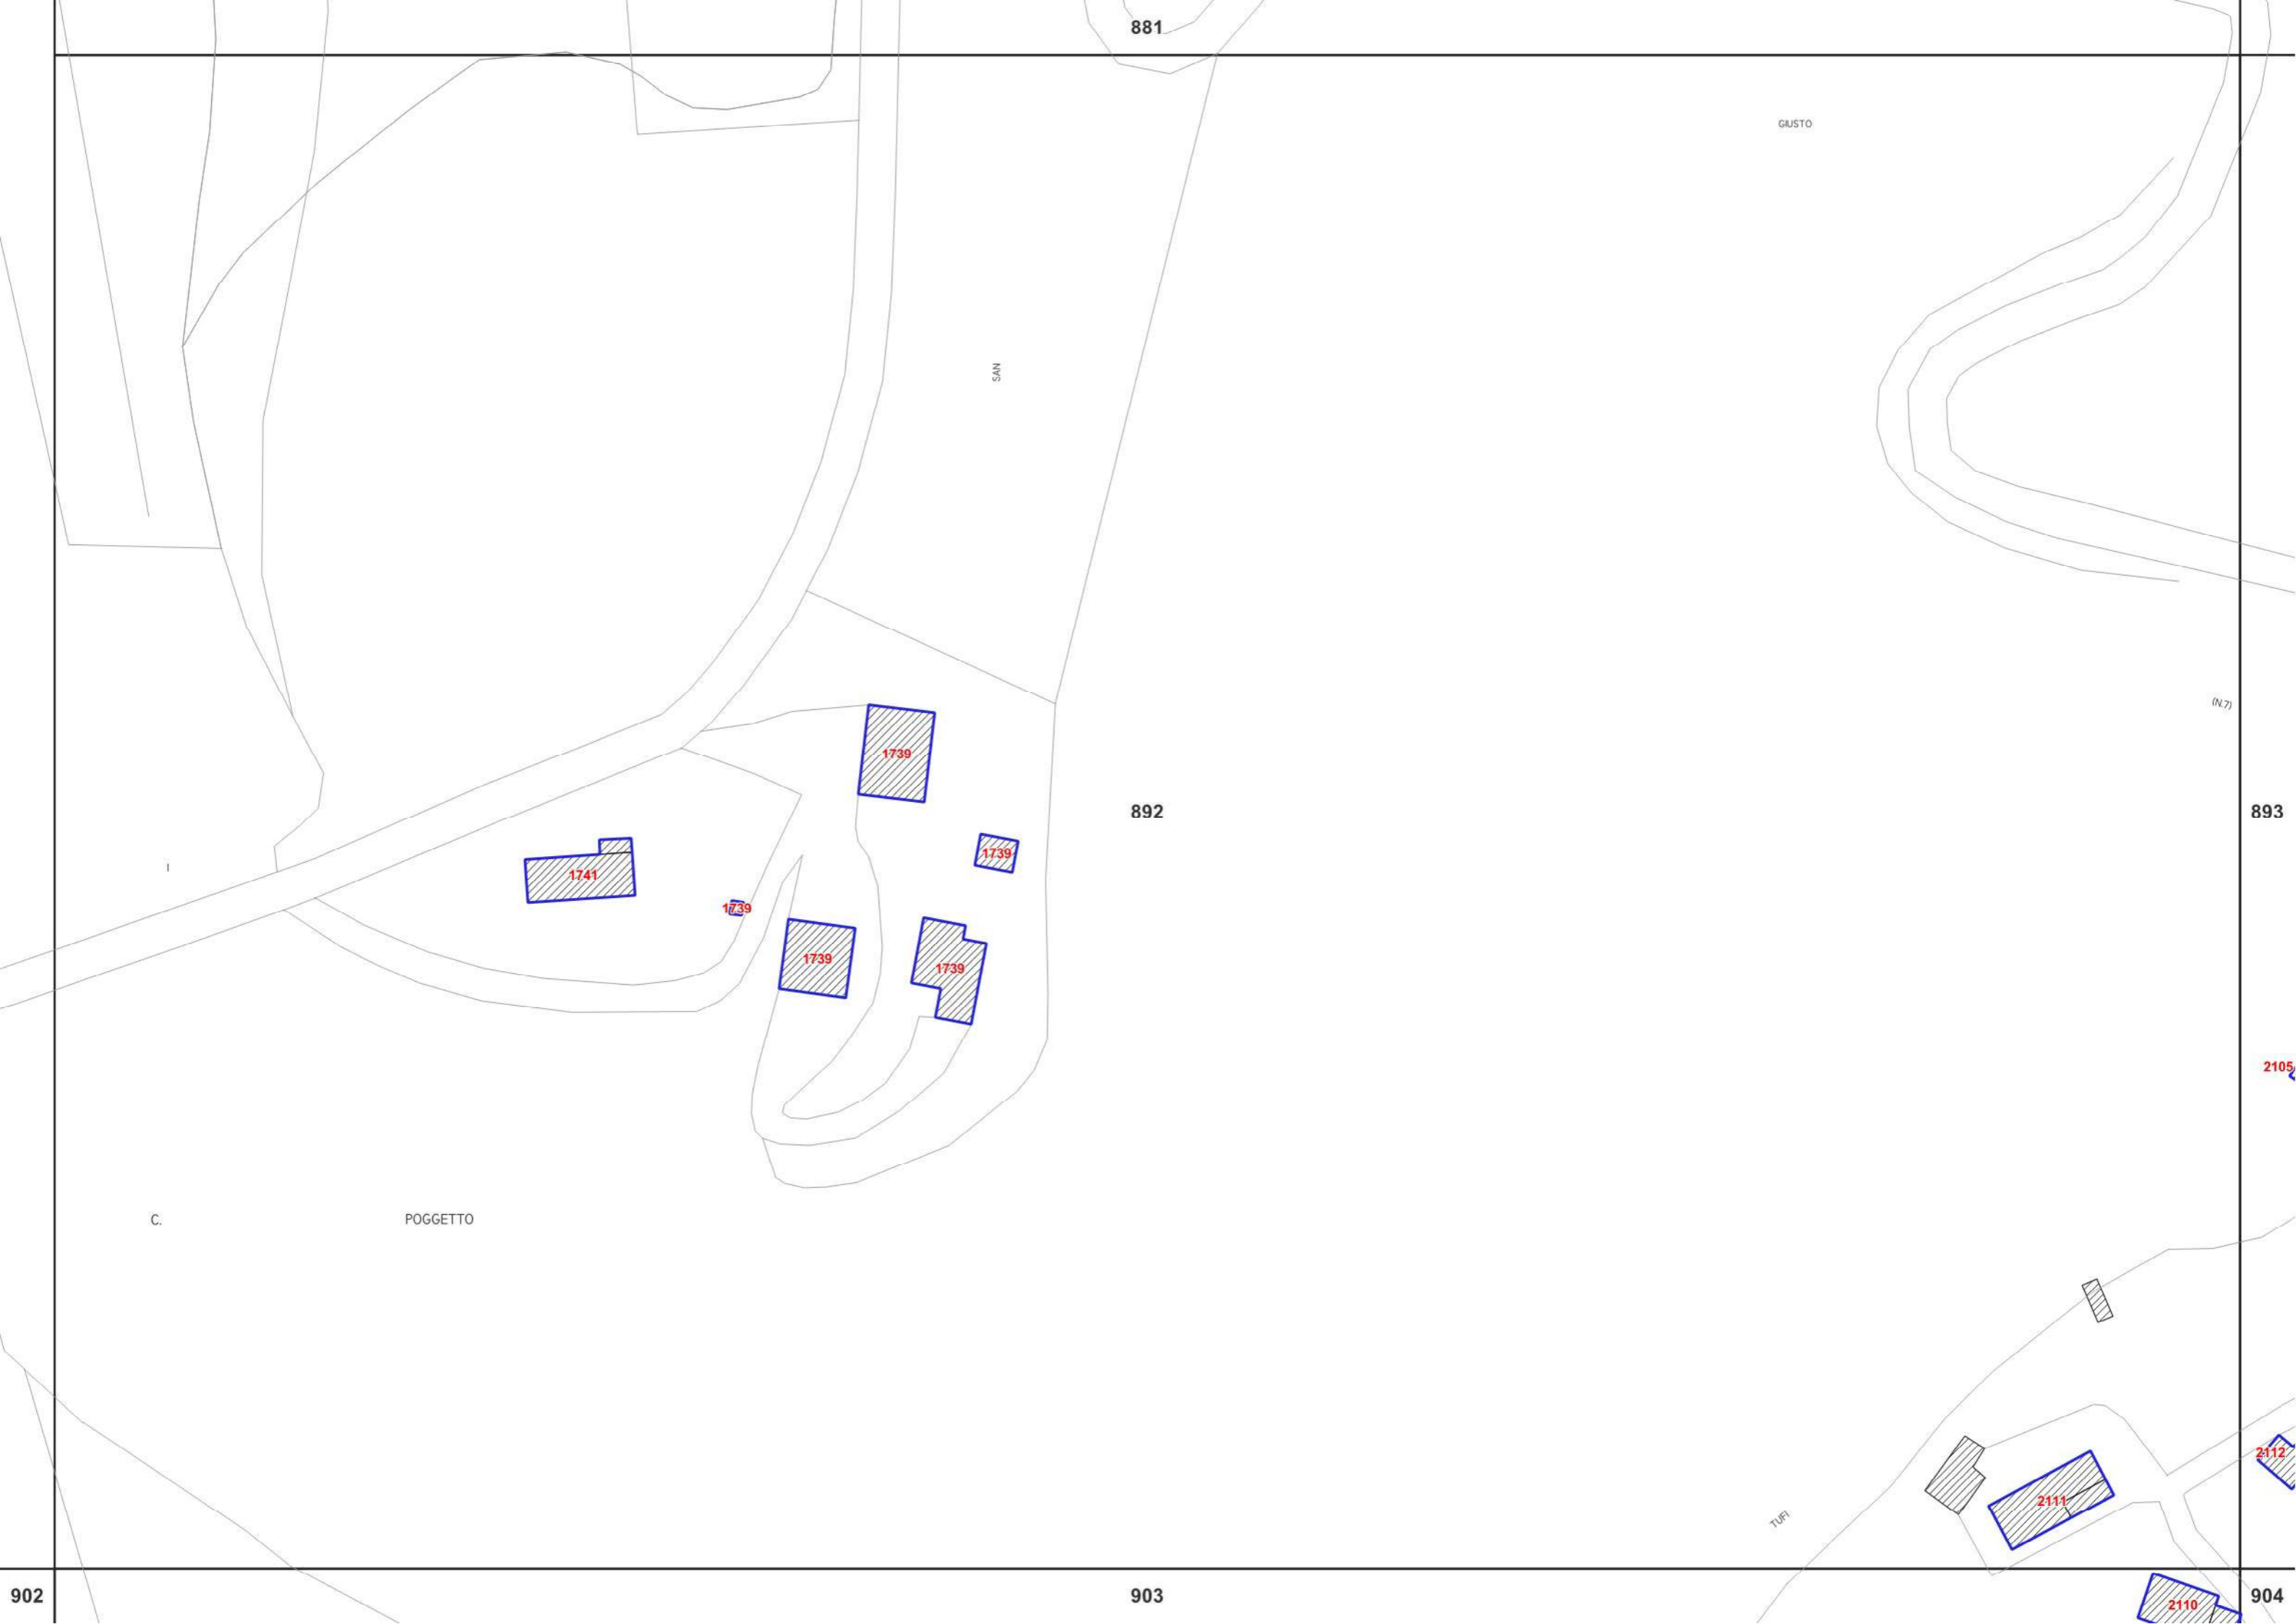 881
GIUSTO
SAN
(N.7)
1739
892
893
1739
1741
1739
1739
1739
I
2105
C.
POGGETTO
2112
2111
TUFI
902
903
904
2110